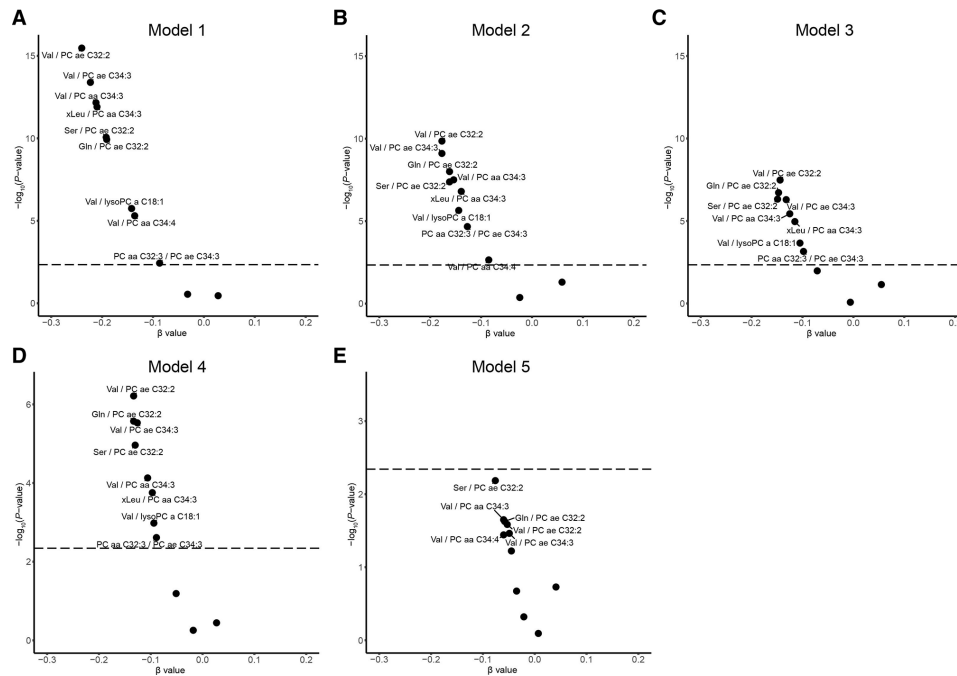 A
Model 1
−log10(P−value)
15
10
5
0
Val / PC ae C32:2
Val / PC ae C34:3
Val / PC aa C34:3
xLeu / PC aa C34:3
Ser / PC ae C32:2
Gln / PC ae C32:2
Val / lysoPC a C18:1
Val / PC aa C34:4
PC aa C32:3 / PC ae C34:3
−0.3 −0.2 −0.1 0.0 0.1 0.2
β value
B
Model 2
−log10(P−value)
15
10
5
0
Val / PC ae C32:2
Val / PC ae C34:3
Gln / PC ae C32:2
Val / PC aa C34:3
Ser / PC ae C32:2
xLeu / PC aa C34:3
Val / lysoPC a C18:1
PC aa C32:3 / PC ae C34:3
Val / PC aa C34:4
−0.3 −0.2 −0.1 0.0 0.1 0.2
β value
C
Model 3
−log10(P−value)
15
10
5
0
Val / PC ae C32:2
Gln / PC ae C32:2
Ser / PC ae C32:2
Val / PC ae C34:3
Val / PC aa C34:3
xLeu / PC aa C34:3
Val / lysoPC a C18:1
PC aa C32:3 / PC ae C34:3
−0.3 −0.2 −0.1 0.0 0.1 0.2
β value
D
Model 4
−log10(P−value)
6
4
2
0
Val / PC ae C32:2
Gln / PC ae C32:2
Val / PC ae C34:3
Ser / PC ae C32:2
Val / PC aa C34:3
xLeu / PC aa C34:3
Val / lysoPC a C18:1
PC aa C32:3 / PC ae C34:3
−0.3 −0.2 −0.1 0.0 0.1 0.2
β value
E
Model 5
−log10(P−value)
3
2
1
0
Ser / PC ae C32:2
Val / PC aa C34:3
Gln / PC ae C32:2
Val / PC ae C32:2
Val / PC aa C34:4
Val / PC ae C34:3
−0.3 −0.2 −0.1 0.0 0.1 0.2
β value